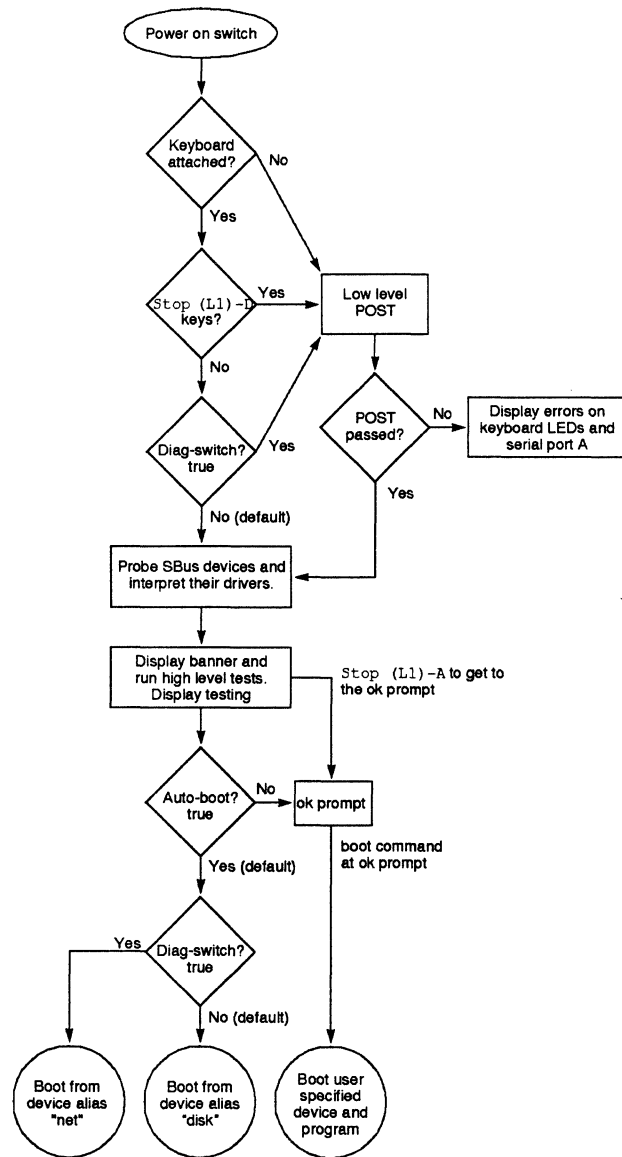 Power on switch
Keyboard
attached?
No
Yes
Stop (L1)-D
keys?
Yes
Low level
POST
No
Diag-switch?
true
Yes
POST
passed?
No
Display errors on
keyboard LEDs and
serial port A
Yes
No (default)
Probe SBus devices and
interpret their drivers.
Display banner and
run high level tests.
Display testing
Stop (L1)-A to get to
the ok prompt
Auto-boot?
true
No
ok prompt
boot command
at ok prompt
Yes (default)
Yes
Diag-switch?
true
No (default)
Boot from
device alias
"net"
Boot from
device alias
"disk"
Boot user
specified
device and
program